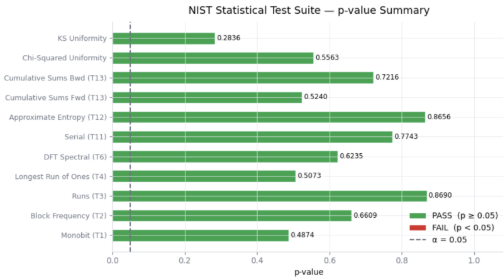 NIST Statistical Test Suite — p-value Summary
KS Uniformity 0.2836
Chi-Squared Uniformity 0.5563
Cumulative Sums Bwd (T13) 0.7216
Cumulative Sums Fwd (T13) 0.5240
Approximate Entropy (T12) 0.8656
Serial (T11) 0.7743
DFT Spectral (T6) 0.6235
Longest Run of Ones (T4) 0.5073
Runs (T3) 0.8690
Block Frequency (T2) 0.6609
Monobit (T1) 0.4874
PASS (p ≥ 0.05)
FAIL (p < 0.05)
α = 0.05
0.0 0.2 0.4 0.6 0.8 1.0
p-value